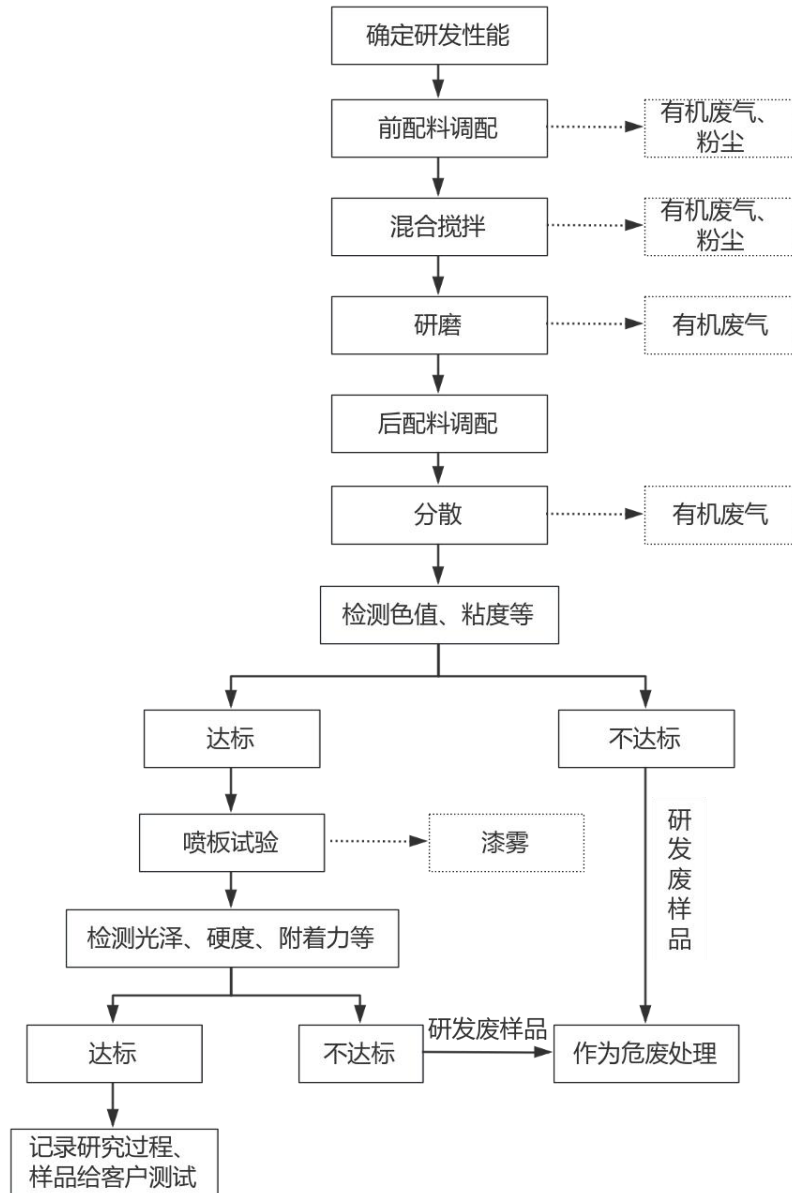 确定研发性能
前配料调配
有机废气、
粉尘
混合搅拌
有机废气、
粉尘
研磨
有机废气
后配料调配
分散
有机废气
检测色值、粘度等
达标
不达标
喷板试验
漆雾
研发废样品
检测光泽、硬度、附着力等
达标
不达标
研发废样品
作为危废处理
记录研究过程、
样品给客户测试